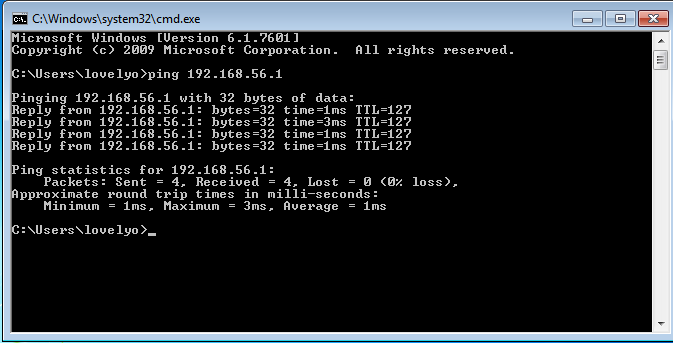 C:\Windows\system32\cmd.exe
Microsoft Windows [Version 6.1.7601]
Copyright (c) 2009 Microsoft Corporation.  All rights reserved.
C:\Users\lovelyo>ping 192.168.56.1
Pinging 192.168.56.1 with 32 bytes of data:
Reply from 192.168.56.1: bytes=32 time=1ms TTL=127
Reply from 192.168.56.1: bytes=32 time=3ms TTL=127
Reply from 192.168.56.1: bytes=32 time=1ms TTL=127
Reply from 192.168.56.1: bytes=32 time=1ms TTL=127
Ping statistics for 192.168.56.1:
    Packets: Sent = 4, Received = 4, Lost = 0 (0% loss),
Approximate round trip times in milli-seconds:
    Minimum = 1ms, Maximum = 3ms, Average = 1ms
C:\Users\lovelyo>_